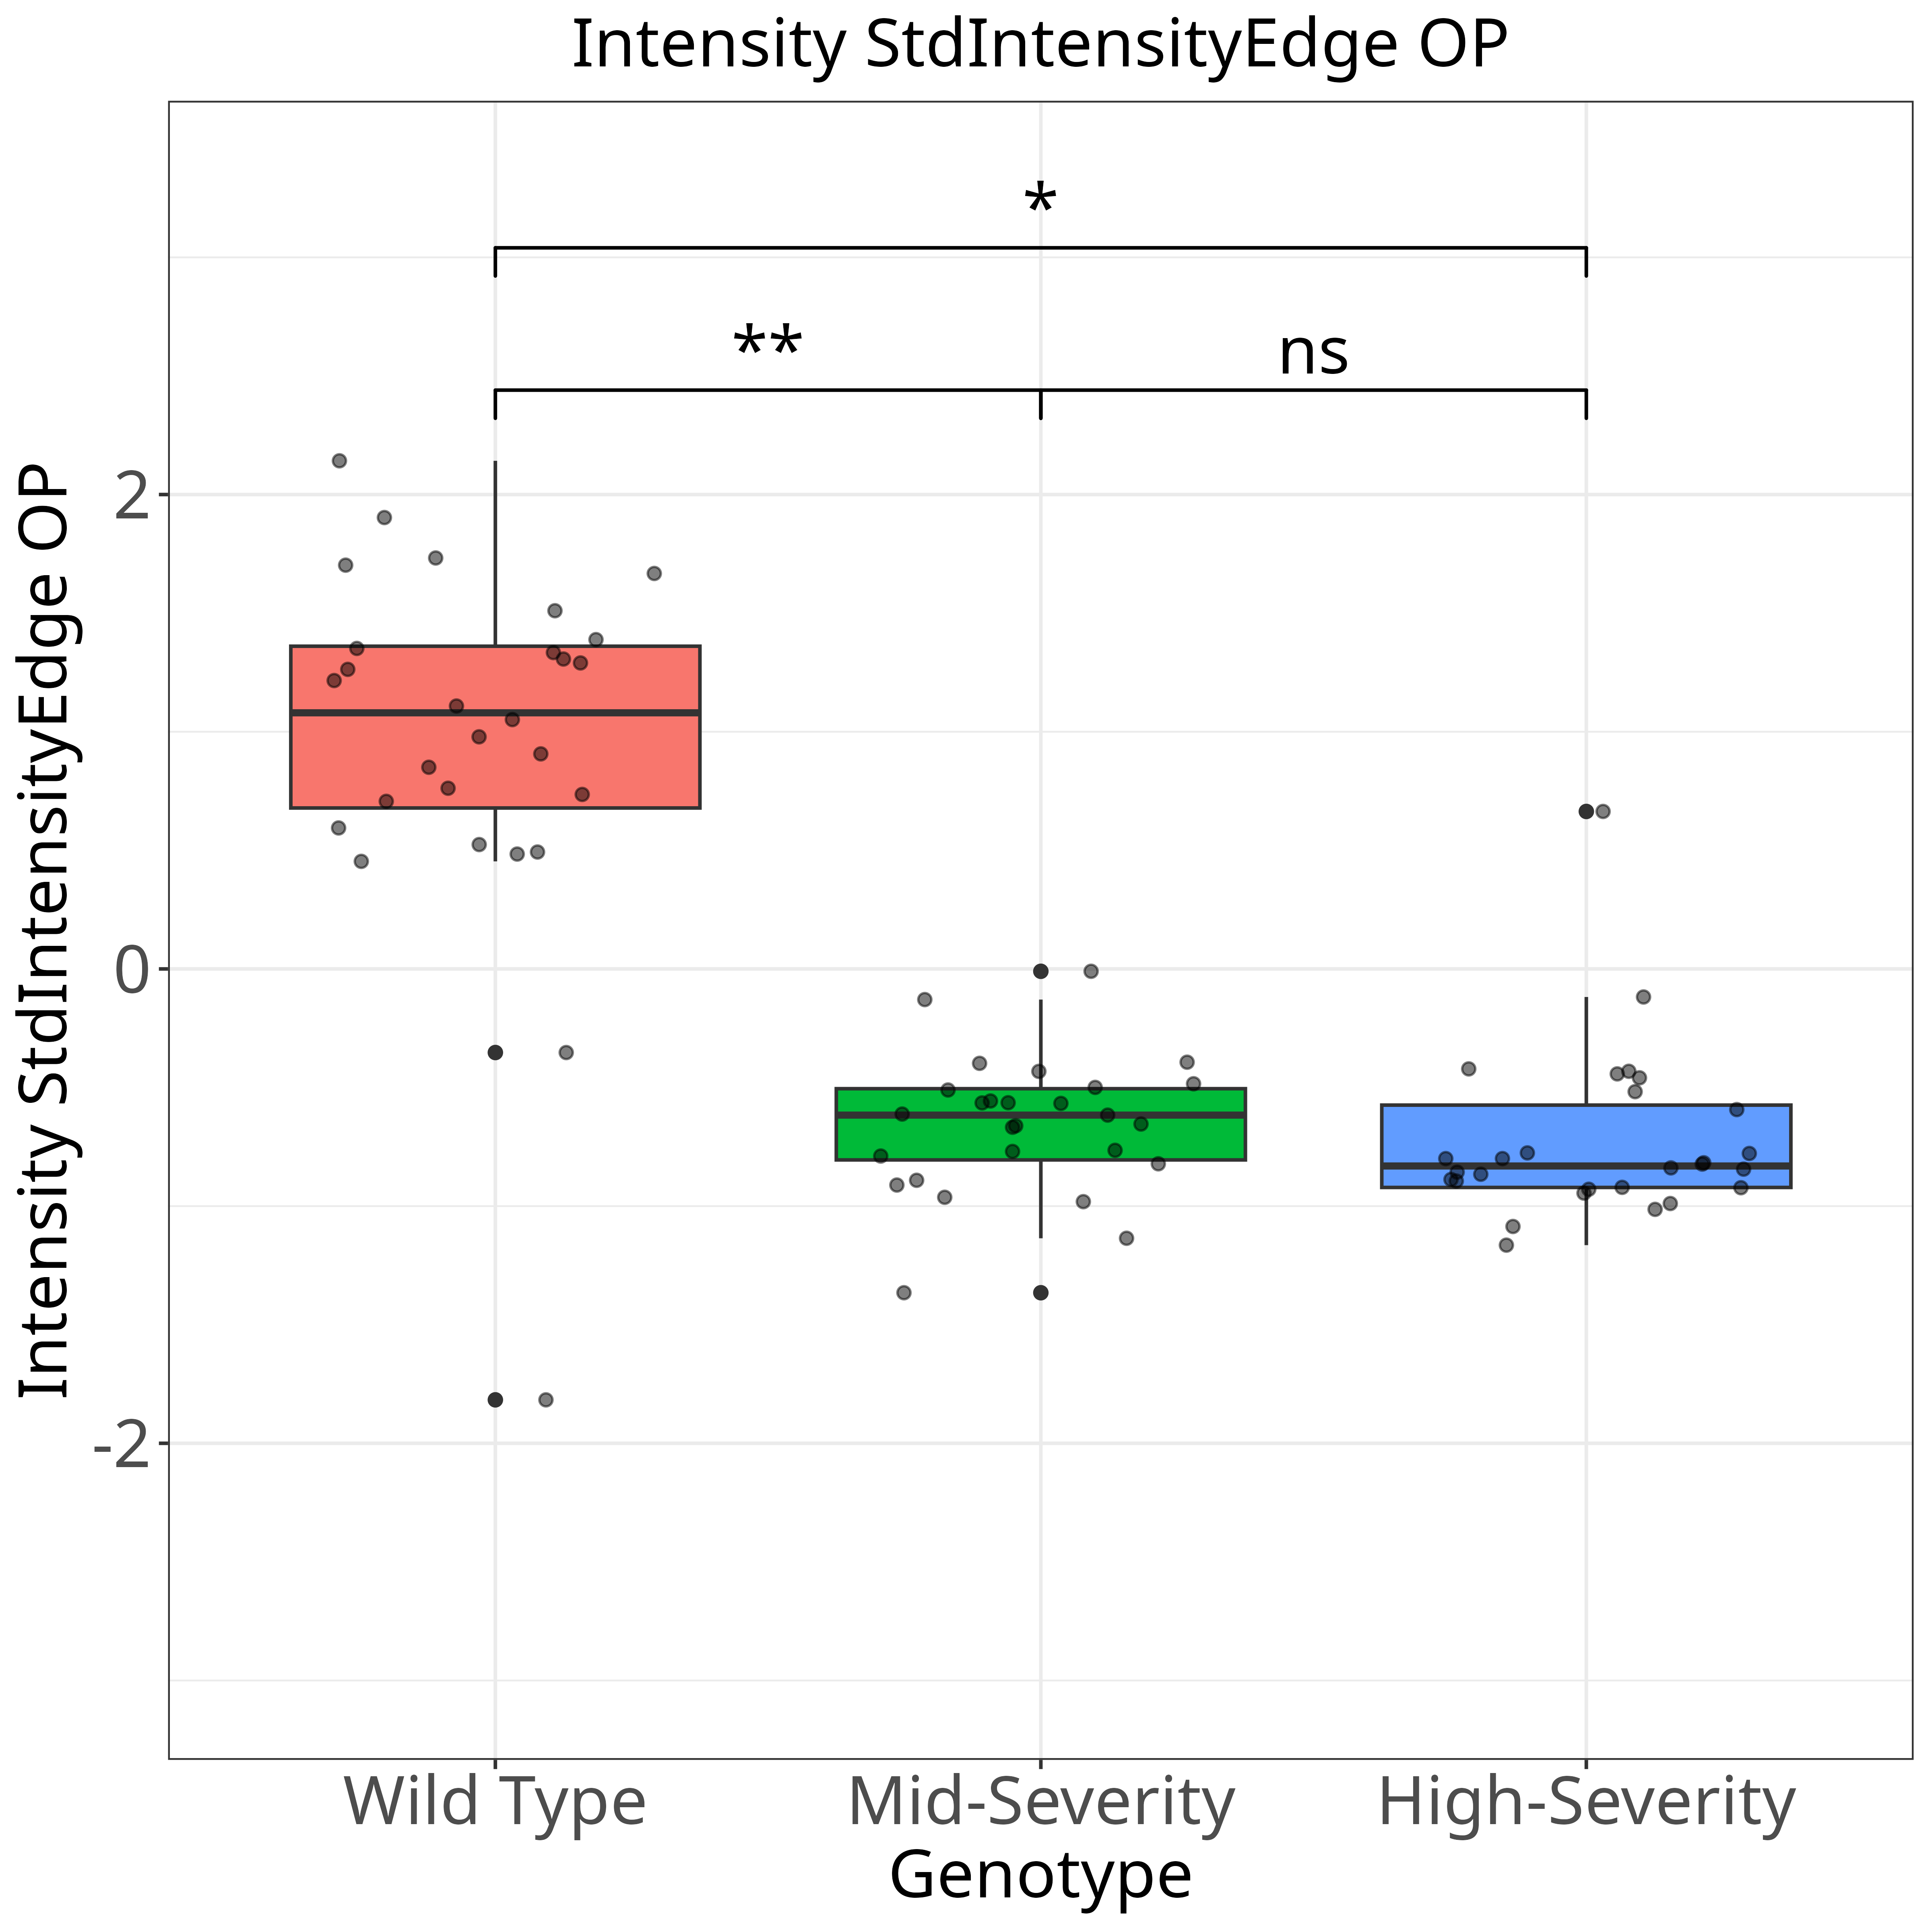 Intensity StdIntensityEdge OP
*
**
ns
Intensity StdIntensityEdge OP
2
0
-2
Wild Type
Mid-Severity
High-Severity
Genotype